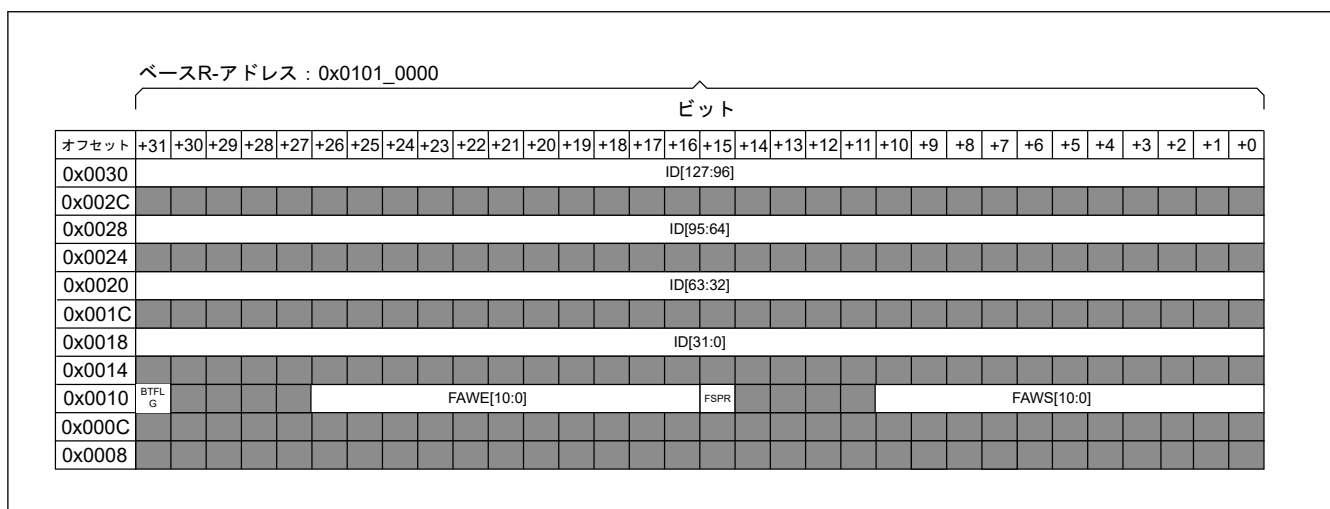 ベースR-アドレス：0x0101_0000
ビット
オフセット +31 +30 +29 +28 +27 +26 +25 +24 +23 +22 +21 +20 +19 +18 +17 +16 +15 +14 +13 +12 +11 +10 +9 +8 +7 +6 +5 +4 +3 +2 +1 +0
0x0030 ID[127:96]
0x002C
0x0028 ID[95:64]
0x0024
0x0020 ID[63:32]
0x001C
0x0018 ID[31:0]
0x0014
0x0010 BTFL G FAWE[10:0] FSPR FAWS[10:0]
0x000C
0x0008